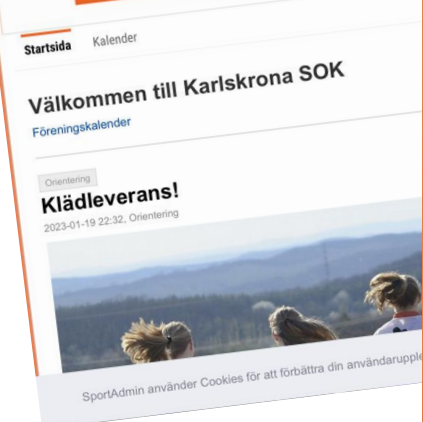 Startsida Kalender
Välkommen till Karlskrona SOK
Föreningskalender
Orientering
Klädleverans!
2023-01-19 22:32, Orientering
SportAdmin använder Cookies för att förbättra din